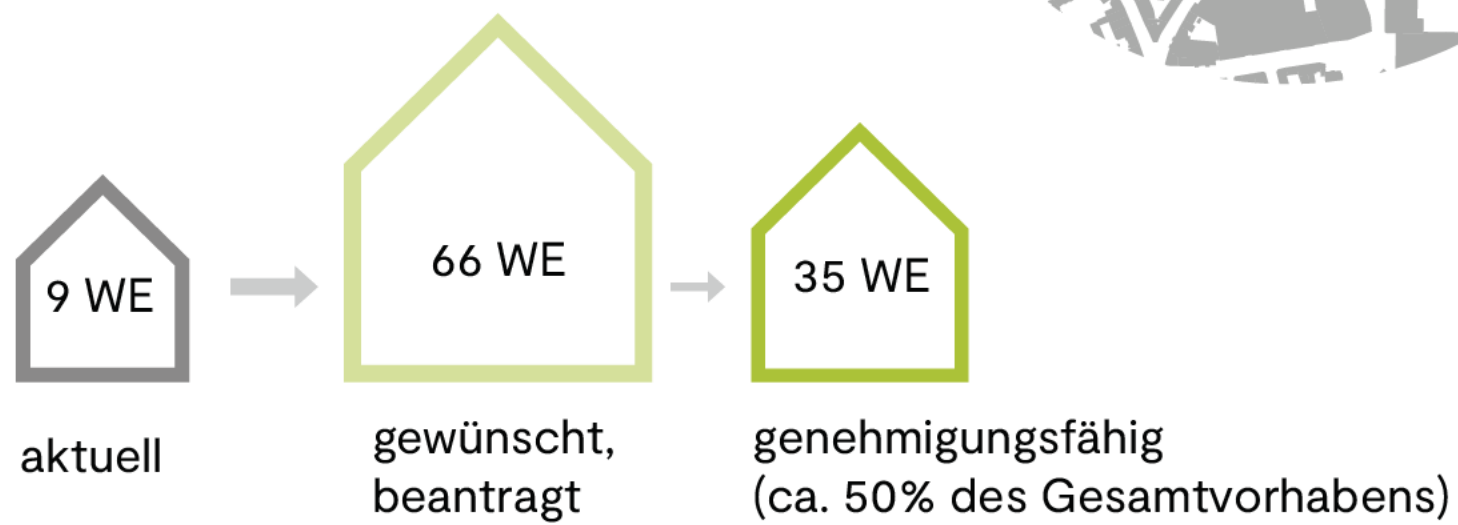 9 WE
66 WE
35 WE
aktuell
gewünscht,
beantragt
genehmigungsfähig
(ca. 50% des Gesamtvorhabens)